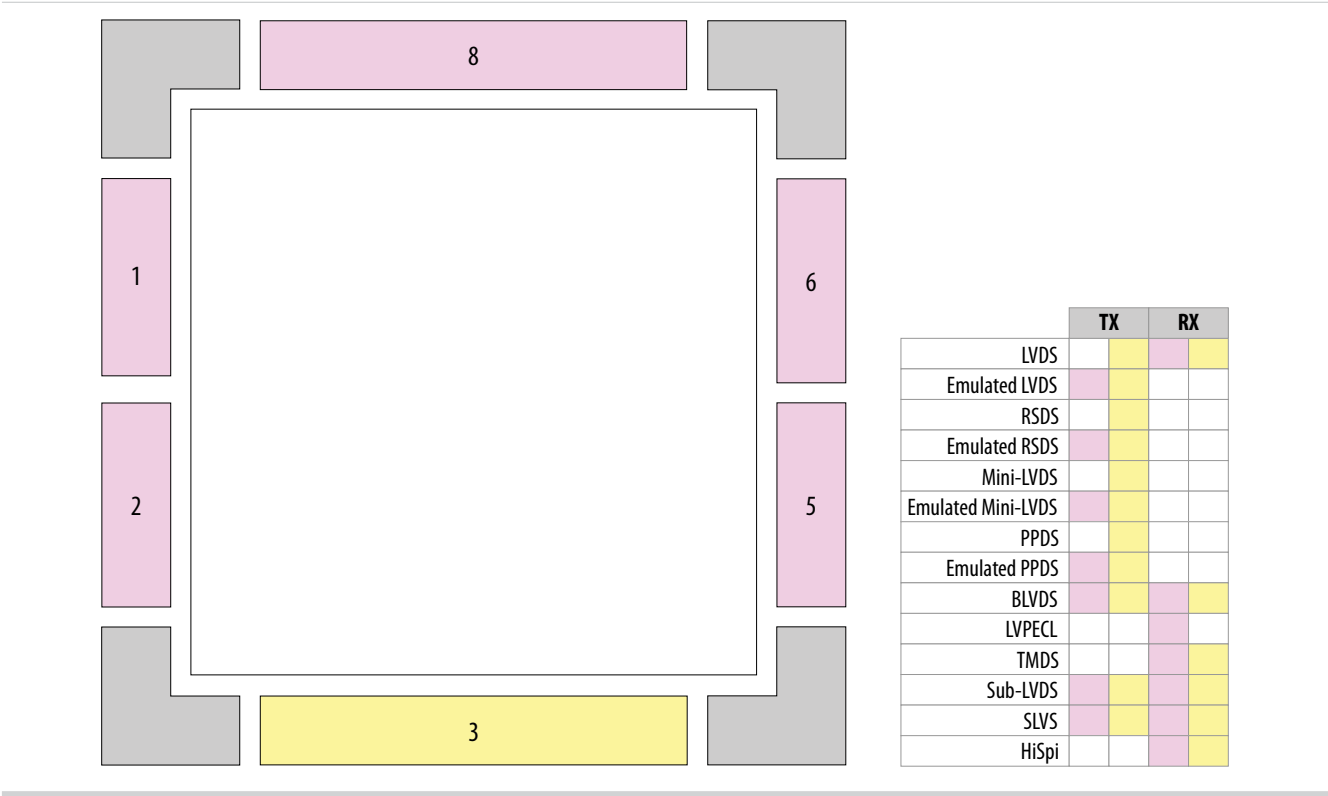 8
1
6
2
5
3
TX RX
LVDS
Emulated LVDS
RSDS
Emulated RSDS
Mini-LVDS
Emulated Mini-LVDS
PPDS
Emulated PPDS
BLVDS
LVPECL
TMDS
Sub-LVDS
SLVS
HiSpi